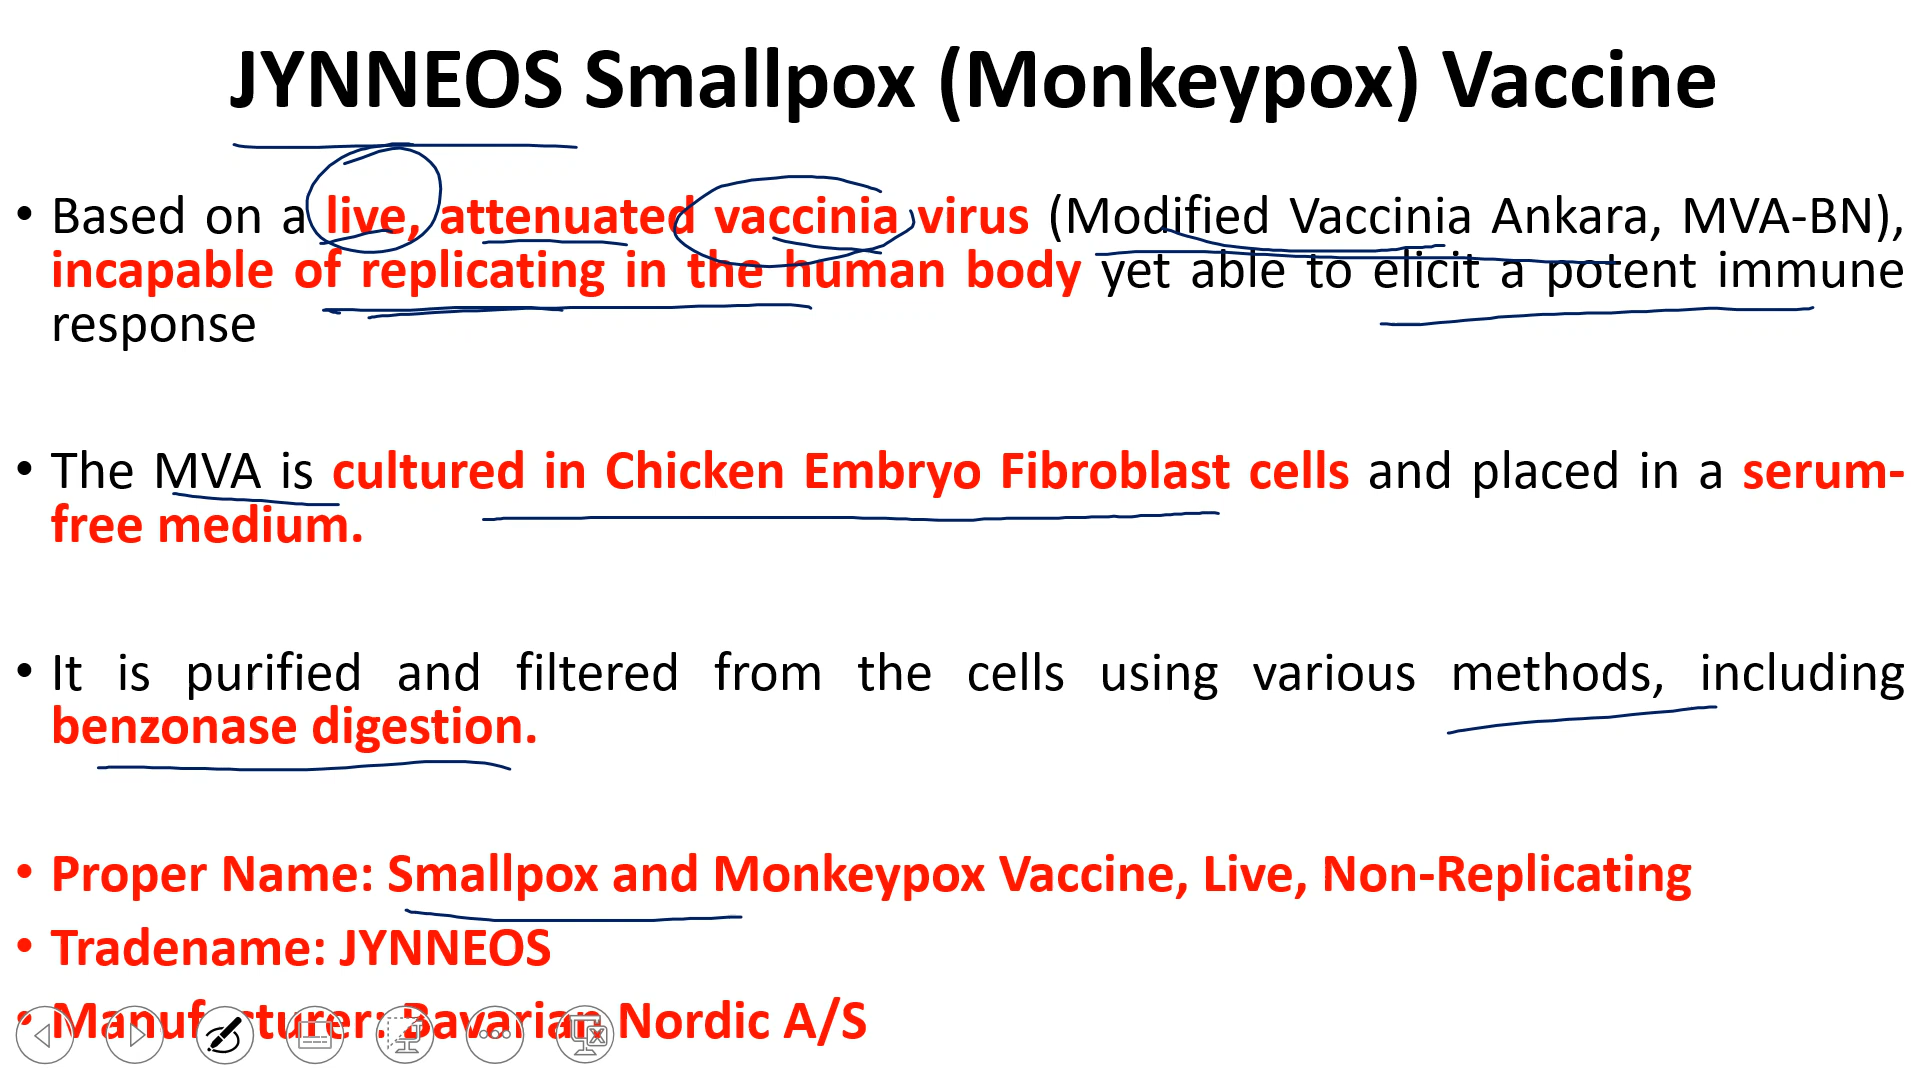 JYNNEOS Smallpox (Monkeypox) Vaccine
• Based on a live, attenuated vaccinia virus (Modified Vaccinia Ankara, MVA-BN),
incapable of replicating in the human body yet able to elicit a potent immune
response
• The MVA is cultured in Chicken Embryo Fibroblast cells and placed in a serum-
free medium.
• It is purified and filtered from the cells using various methods, including
benzonase digestion.
• Proper Name: Smallpox and Monkeypox Vaccine, Live, Non-Replicating
• Tradename: JYNNEOS
• Manufacturer: Bavarian Nordic A/S